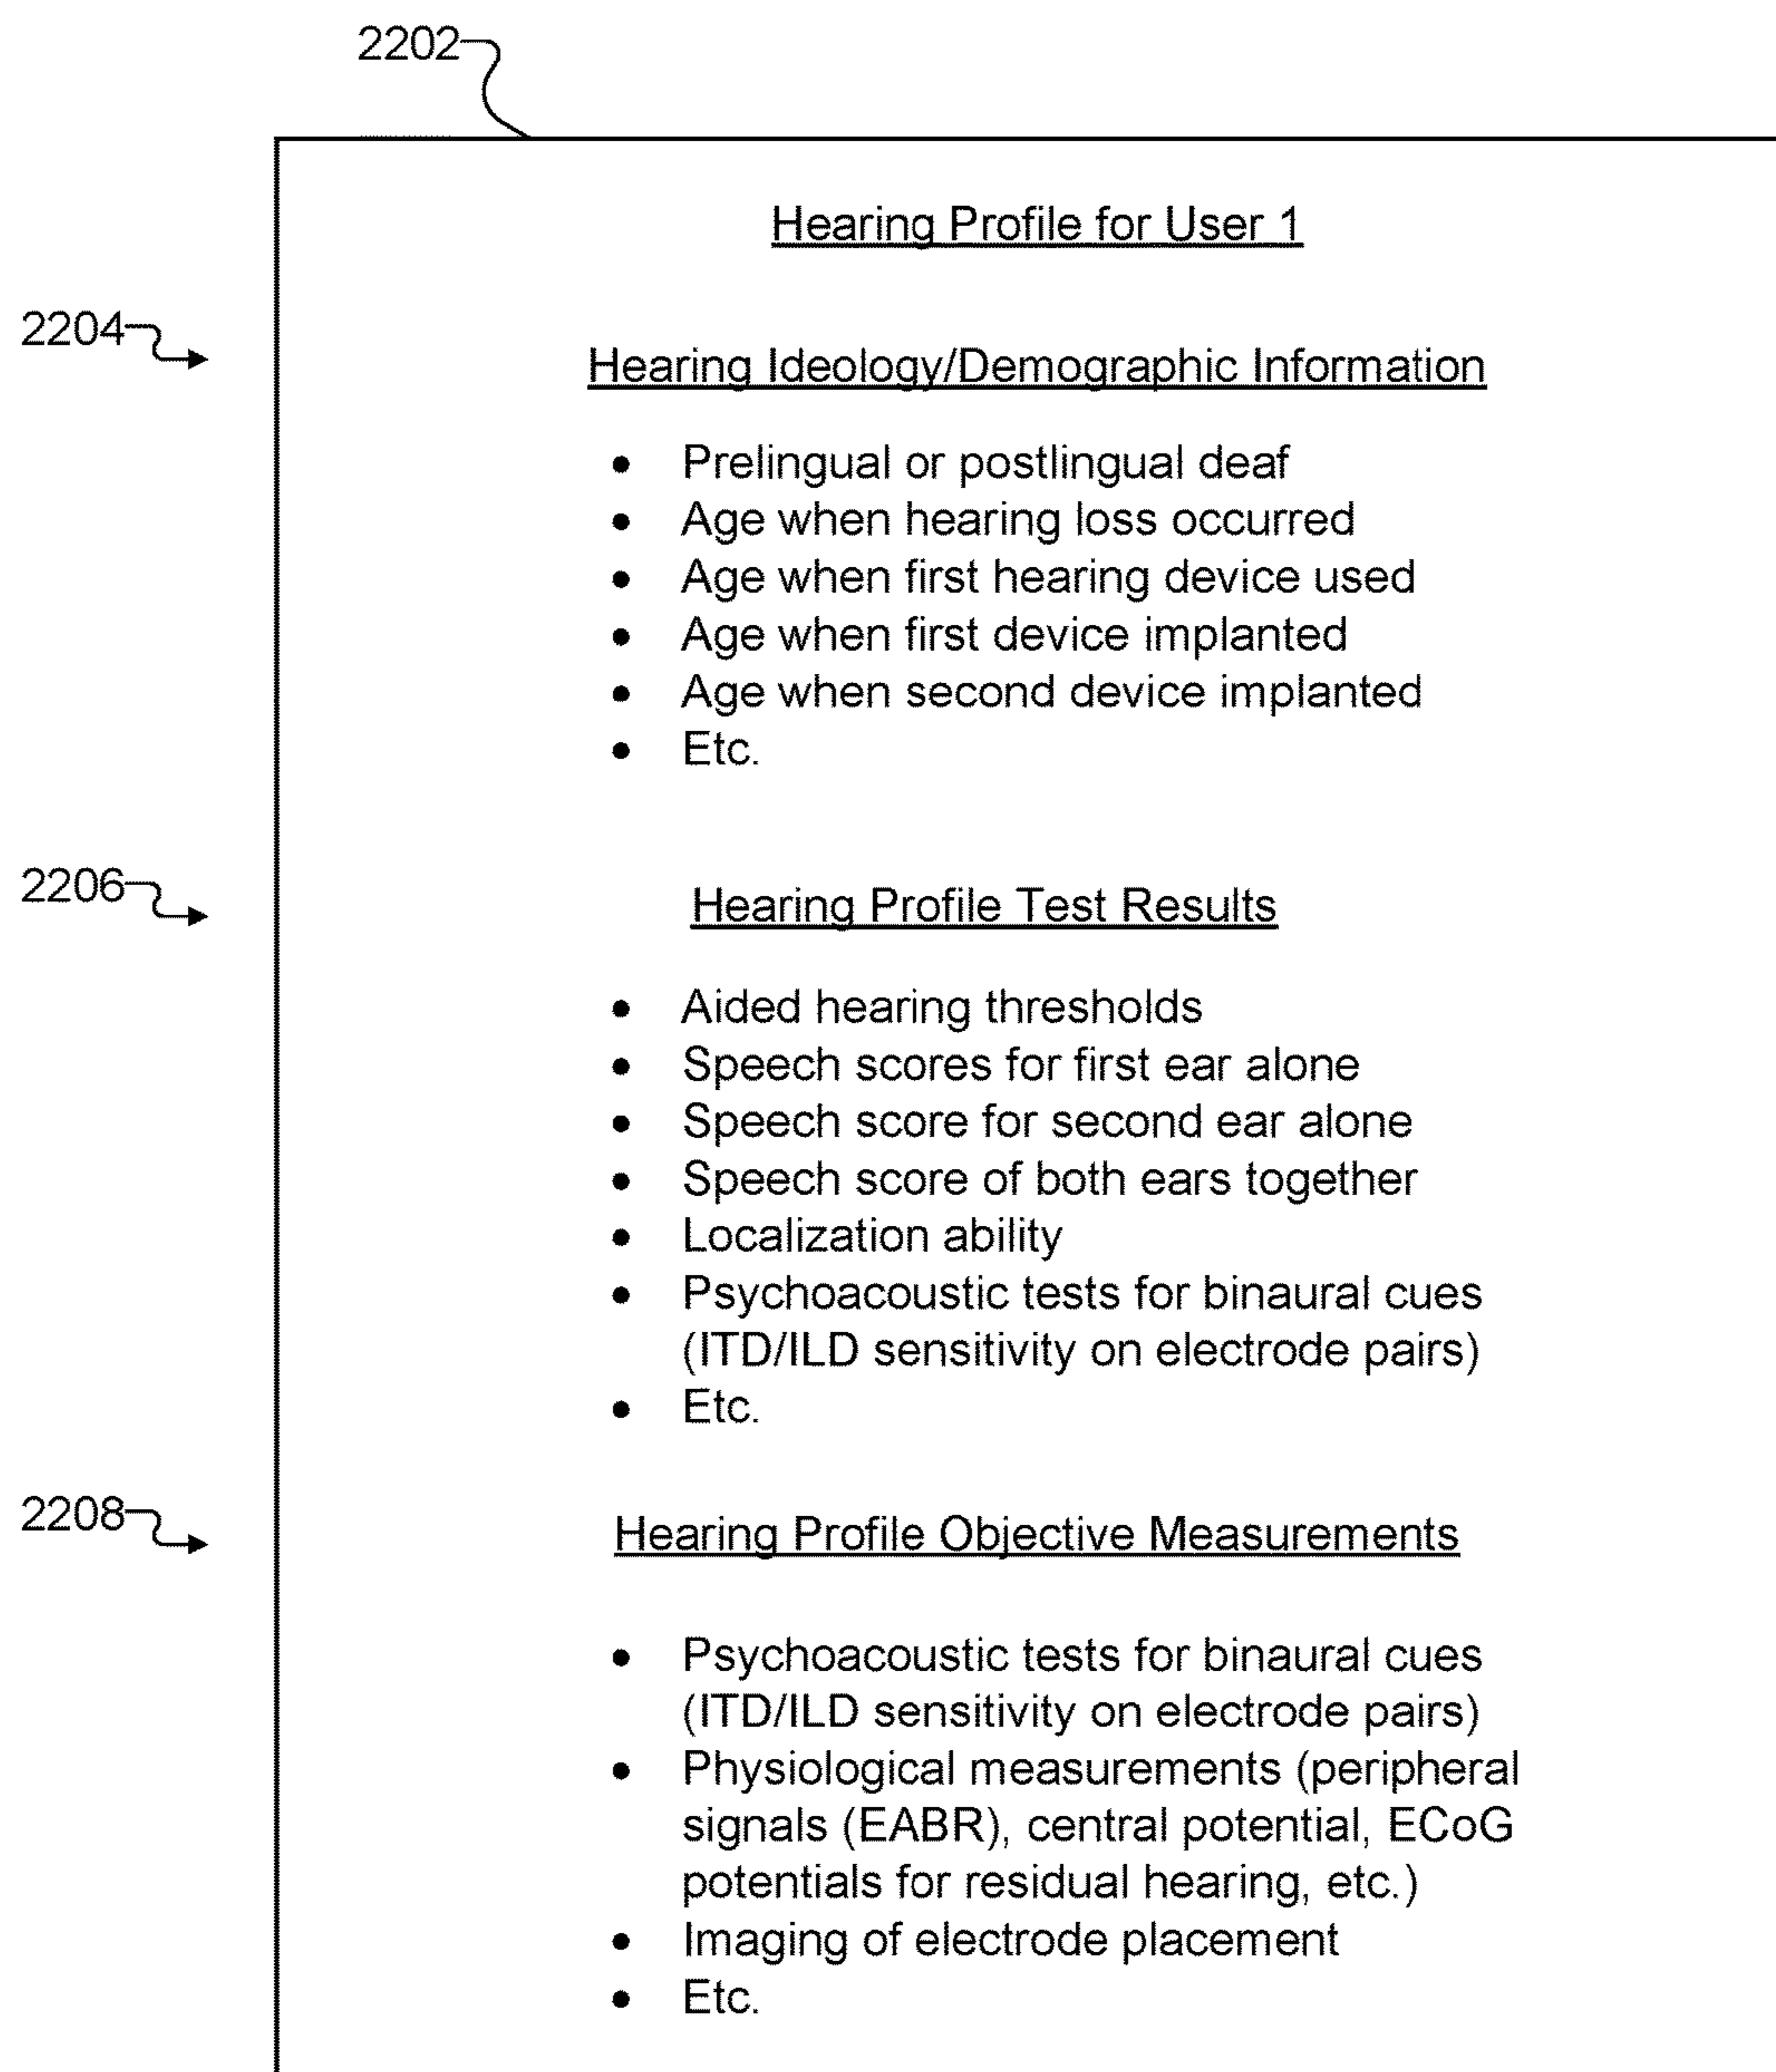 2202
Hearing Profile for User 1
2204
Hearing Ideology/Demographic Information
• Prelingual or postlingual deaf
• Age when hearing loss occurred
• Age when first hearing device used
• Age when first device implanted
• Age when second device implanted
• Etc.
2206
Hearing Profile Test Results
• Aided hearing thresholds
• Speech scores for first ear alone
• Speech score for second ear alone
• Speech score of both ears together
• Localization ability
• Psychoacoustic tests for binaural cues
(ITD/ILD sensitivity on electrode pairs)
• Etc.
2208
Hearing Profile Objective Measurements
• Psychoacoustic tests for binaural cues
(ITD/ILD sensitivity on electrode pairs)
• Physiological measurements (peripheral
signals (EABR), central potential, ECoG
potentials for residual hearing, etc.)
• Imaging of electrode placement
• Etc.